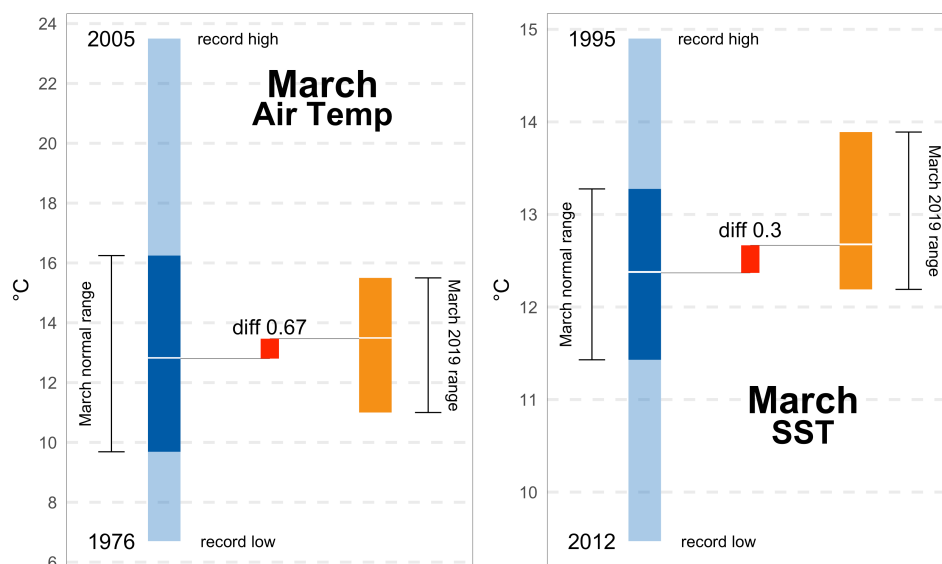 24
22
20
18
16
14
12
10
8
6
°C
2005
record high
March
Air Temp
March normal range
diff 0.67
March 2019 range
1976
record low
15
14
13
12
11
10
°C
1995
record high
March normal range
diff 0.3
March 2019 range
March
SST
2012
record low